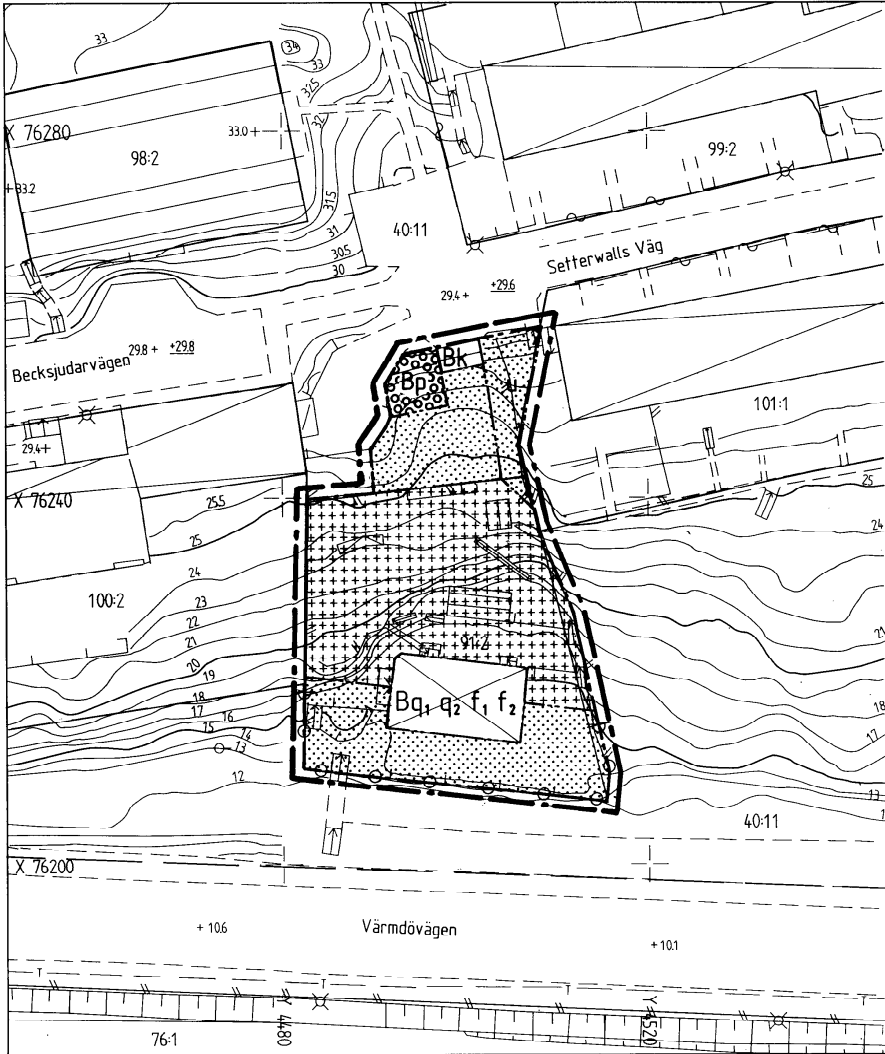 33
34
33
32.5
32
X 76280
33.0
98:2
99:2
+33.2
31.5
31
40:11
30.5
30
Setterwalls Väg
29.4 + +29.6
29.8 + +29.8
Becksjudarvägen
Bk
Bp
101:1
29.4+
25
X 76240
25.5
24
25
24
100:2
23
22
21
21
20
19
18
Bq₁ q₂ f₁ f₂
18
17
16
15
14
13
17
12
13
40:11
X 76200
+ 10.6
Värmdövägen
+ 10.1
T
T
T
T
Y 4480
Y 4520
76:1